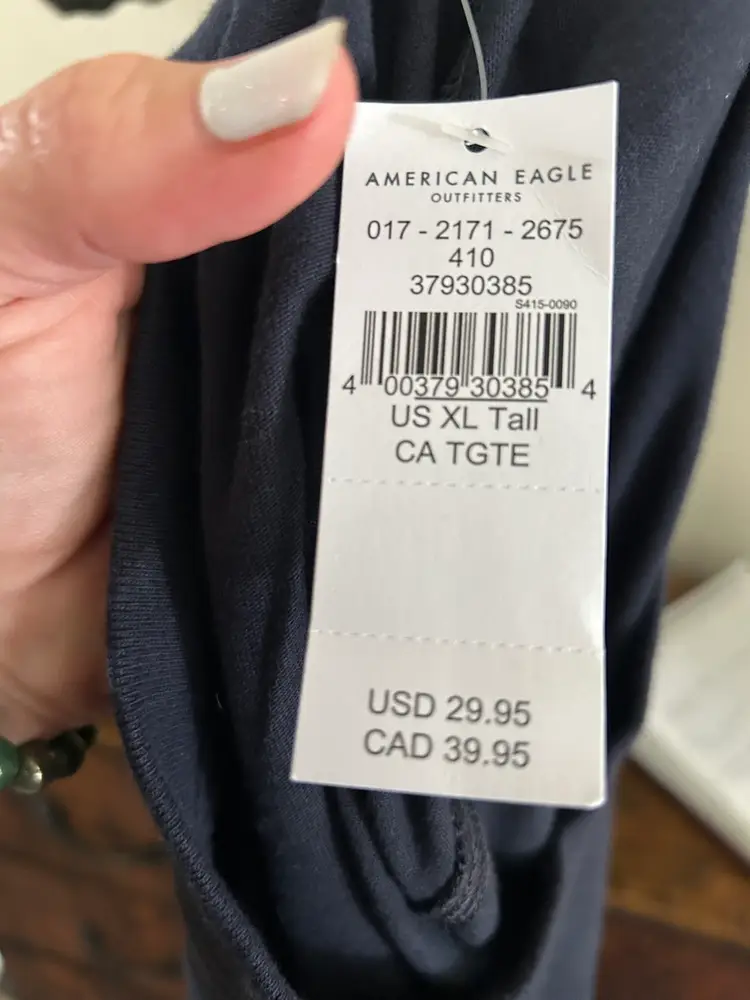 AMERICAN EAGLE
OUTFITTERS
017 - 2171 - 2675
410
37930385
S415-0090
4 00379 30385 4
US XL Tall
CA TGTE
USD 29.95
CAD 39.95